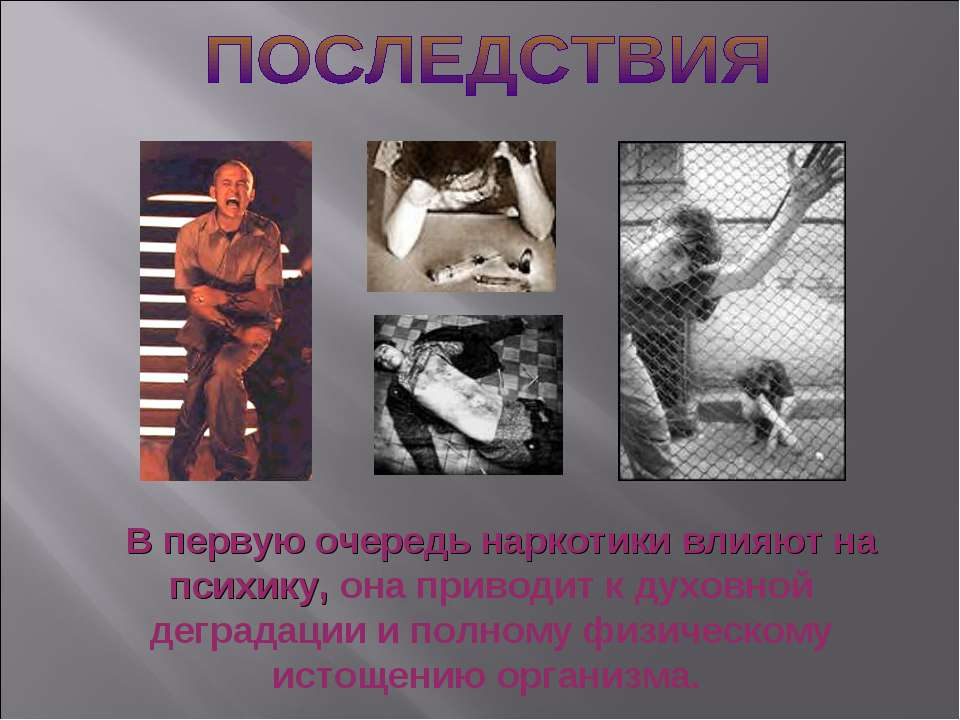 ПОСЛЕДСТВИЯ
В первую очередь наркотики влияют на
психику, она приводит к духовной
деградации и полному физическому
истощению организма.